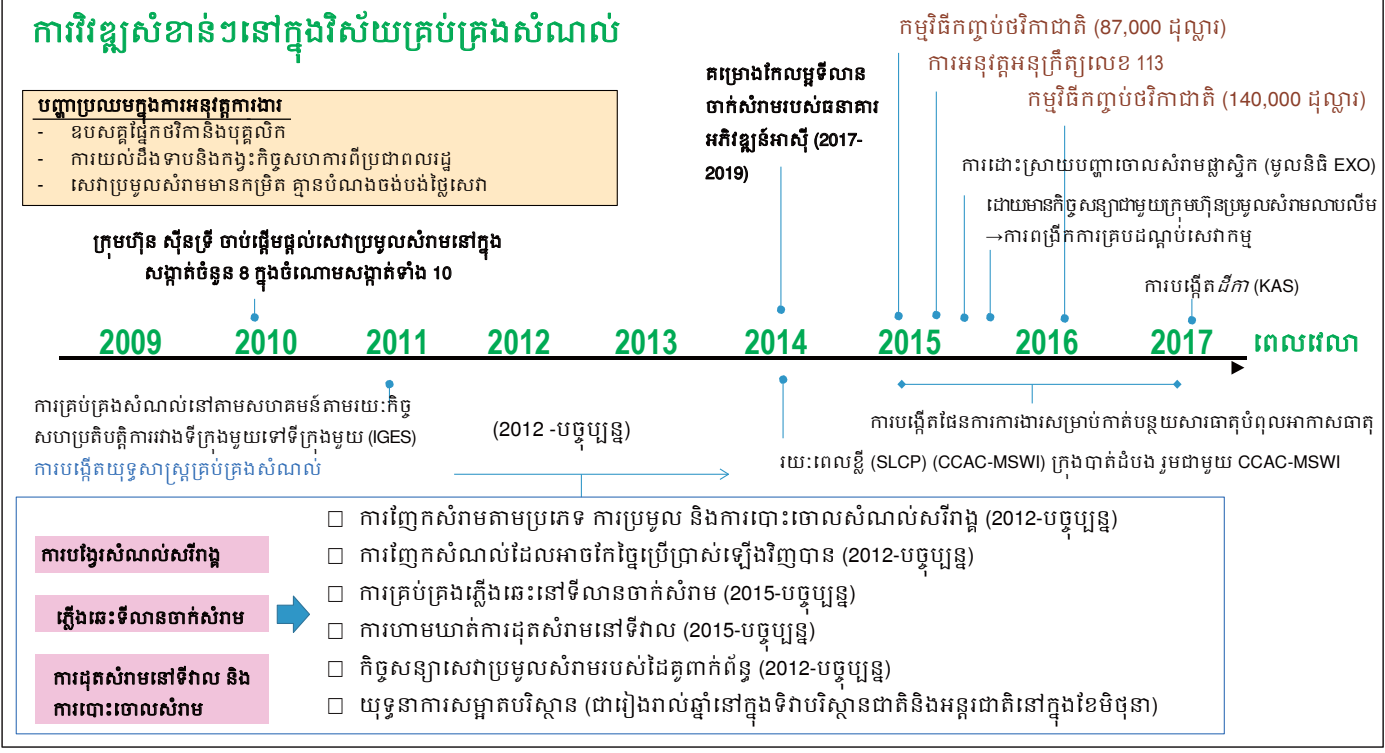 ការវិវឌ្ឍសំខាន់ៗនៅក្នុងវិស័យគ្រប់គ្រងសំណល់
បញ្ហាប្រឈមក្នុងការអនុវត្តការងារ
- ឧបសគ្គផ្នែកថវិកានិងបុគ្គលិក
- ការយល់ដឹងទាបនិងកង្វះកិច្ចសហការពីប្រជាពលរដ្ឋ
- សេវាប្រមូលសំរាមមានកម្រិត គ្មានបំណងចង់បង់ថ្លៃសេវា
ក្រុមហ៊ុន ស៊ីនទ្រី ចាប់ផ្តើមផ្តល់សេវាប្រមូលសំរាមនៅក្នុង
សង្កាត់ចំនួន 8 ក្នុងចំណោមសង្កាត់ទាំង 10
គម្រោងកែលម្អទីលាន
ចាក់សំរាមរបស់ធនាគារ
អភិវឌ្ឍន៍អាស៊ី (2017-
2019)
កម្មវិធីកញ្ចប់ថវិកាជាតិ (87,000 ដុល្លារ)
ការអនុវត្តអនុក្រឹត្យលេខ 113
កម្មវិធីកញ្ចប់ថវិកាជាតិ (140,000 ដុល្លារ)
ការដោះស្រាយបញ្ហាចោលសំរាមផ្លាស្ទិក (មូលនិធិ EXO)
ដោយមានកិច្ចសន្យាជាមួយក្រុមហ៊ុនប្រមូលសំរាមលាបលីម
→ការពង្រីកការគ្របដណ្តប់សេវាកម្ម
ការបង្កើតដីកា (KAS)
2009 2010 2011 2012 2013 2014 2015 2016 2017 ពេលវេលា
ការគ្រប់គ្រងសំណល់នៅតាមសហគមន៍តាមរយៈកិច្ច
សហប្រតិបត្តិការរវាងទីក្រុងមួយទៅទីក្រុងមួយ (IGES)
ការបង្កើតយុទ្ធសាស្ត្រគ្រប់គ្រងសំណល់
(2012 -បច្ចុប្បន្ន)
ការបង្កើតផែនការការងារសម្រាប់កាត់បន្ថយសារធាតុបំពុលអាកាសធាតុ
រយៈពេលខ្លី (SLCP) (CCAC-MSWI) ក្រុងបាត់ដំបង រួមជាមួយ CCAC-MSWI
ការបង្វែរសំណល់សរីរាង្គ
ភ្លើងឆេះទីលានចាក់សំរាម
ការដុតសំរាមនៅទីវាល និង
ការបោះចោលសំរាម
□ ការញែកសំរាមតាមប្រភេទ ការប្រមូល និងការបោះចោលសំណល់សរីរាង្គ (2012-បច្ចុប្បន្ន)
□ ការញែកសំណល់ដែលអាចកែច្នៃប្រើប្រាស់ឡើងវិញបាន (2012-បច្ចុប្បន្ន)
□ ការគ្រប់គ្រងភ្លើងឆេះនៅទីលានចាក់សំរាម (2015-បច្ចុប្បន្ន)
□ ការហាមឃាត់ការដុតសំរាមនៅទីវាល (2015-បច្ចុប្បន្ន)
□ កិច្ចសន្យាសេវាប្រមូលសំរាមរបស់ដៃគូពាក់ព័ន្ធ (2012-បច្ចុប្បន្ន)
□ យុទ្ធនាការសម្អាតបរិស្ថាន (ជារៀងរាល់ឆ្នាំនៅក្នុងទិវាបរិស្ថានជាតិនិងអន្តរជាតិនៅក្នុងខែមិថុនា)